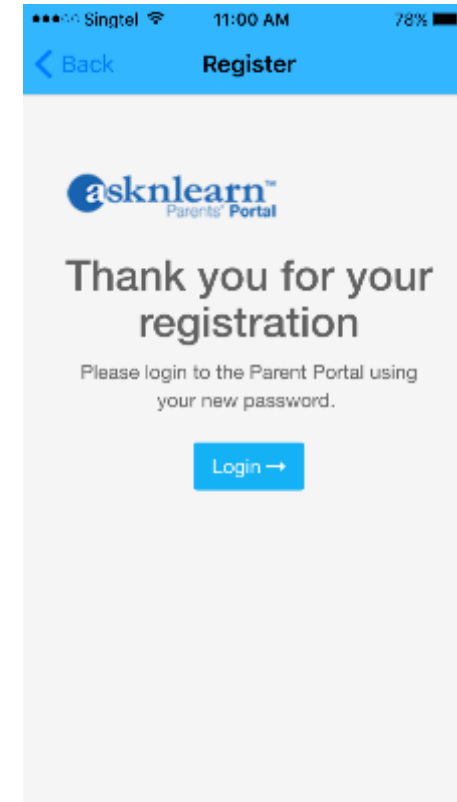 Singtel 11:00 AM 78%
Back Register
asknlearn™
Parents' Portal
Thank you for your
registration
Please login to the Parent Portal using
your new password.
Login →